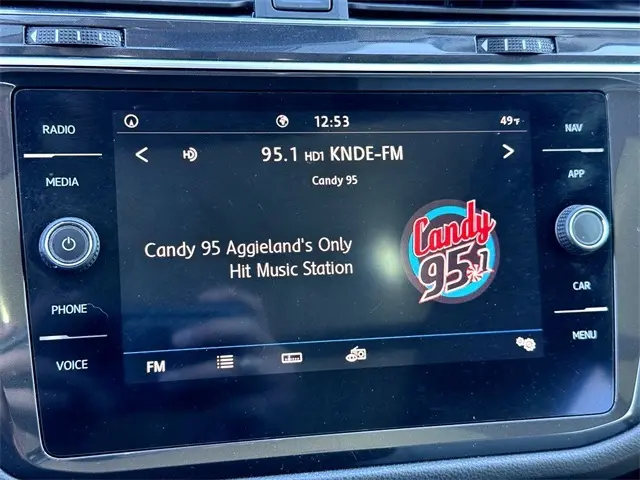 RADIO
MEDIA
PHONE
VOICE
12:53
49°F
95.1 HD1 KNDE-FM
Candy 95
Candy 95 Aggieland's Only
Hit Music Station
Candy
95.1
FM
NAV
APP
CAR
MENU